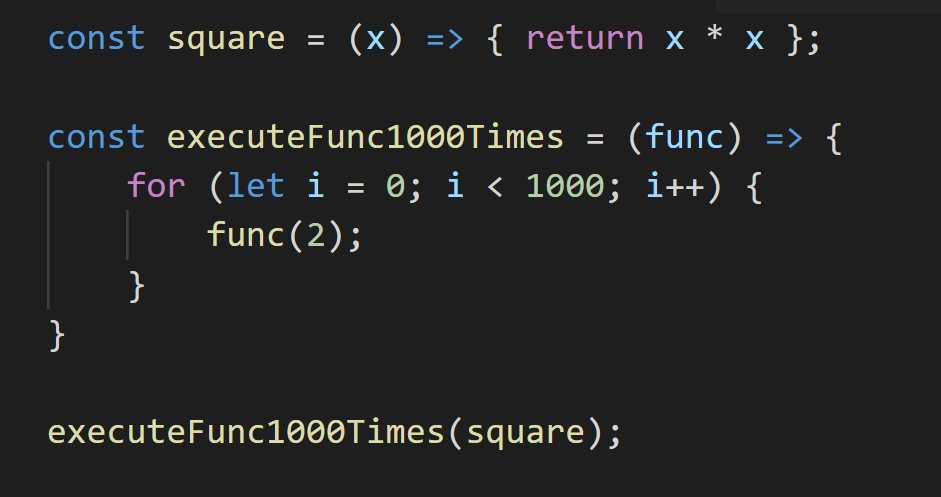 const square = (x) => { return x * x };
const executeFunc1000Times = (func) => {
    for (let i = 0; i < 1000; i++) {
        func(2);
    }
}
executeFunc1000Times(square);